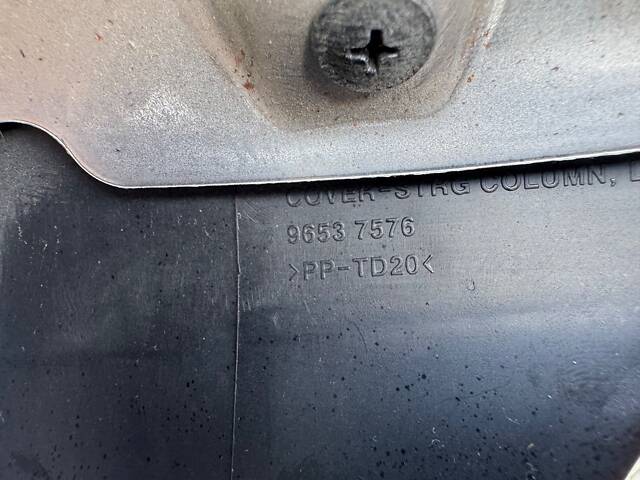 COVER-STRG COLUMN,
9653 7576
>PP-TD20<